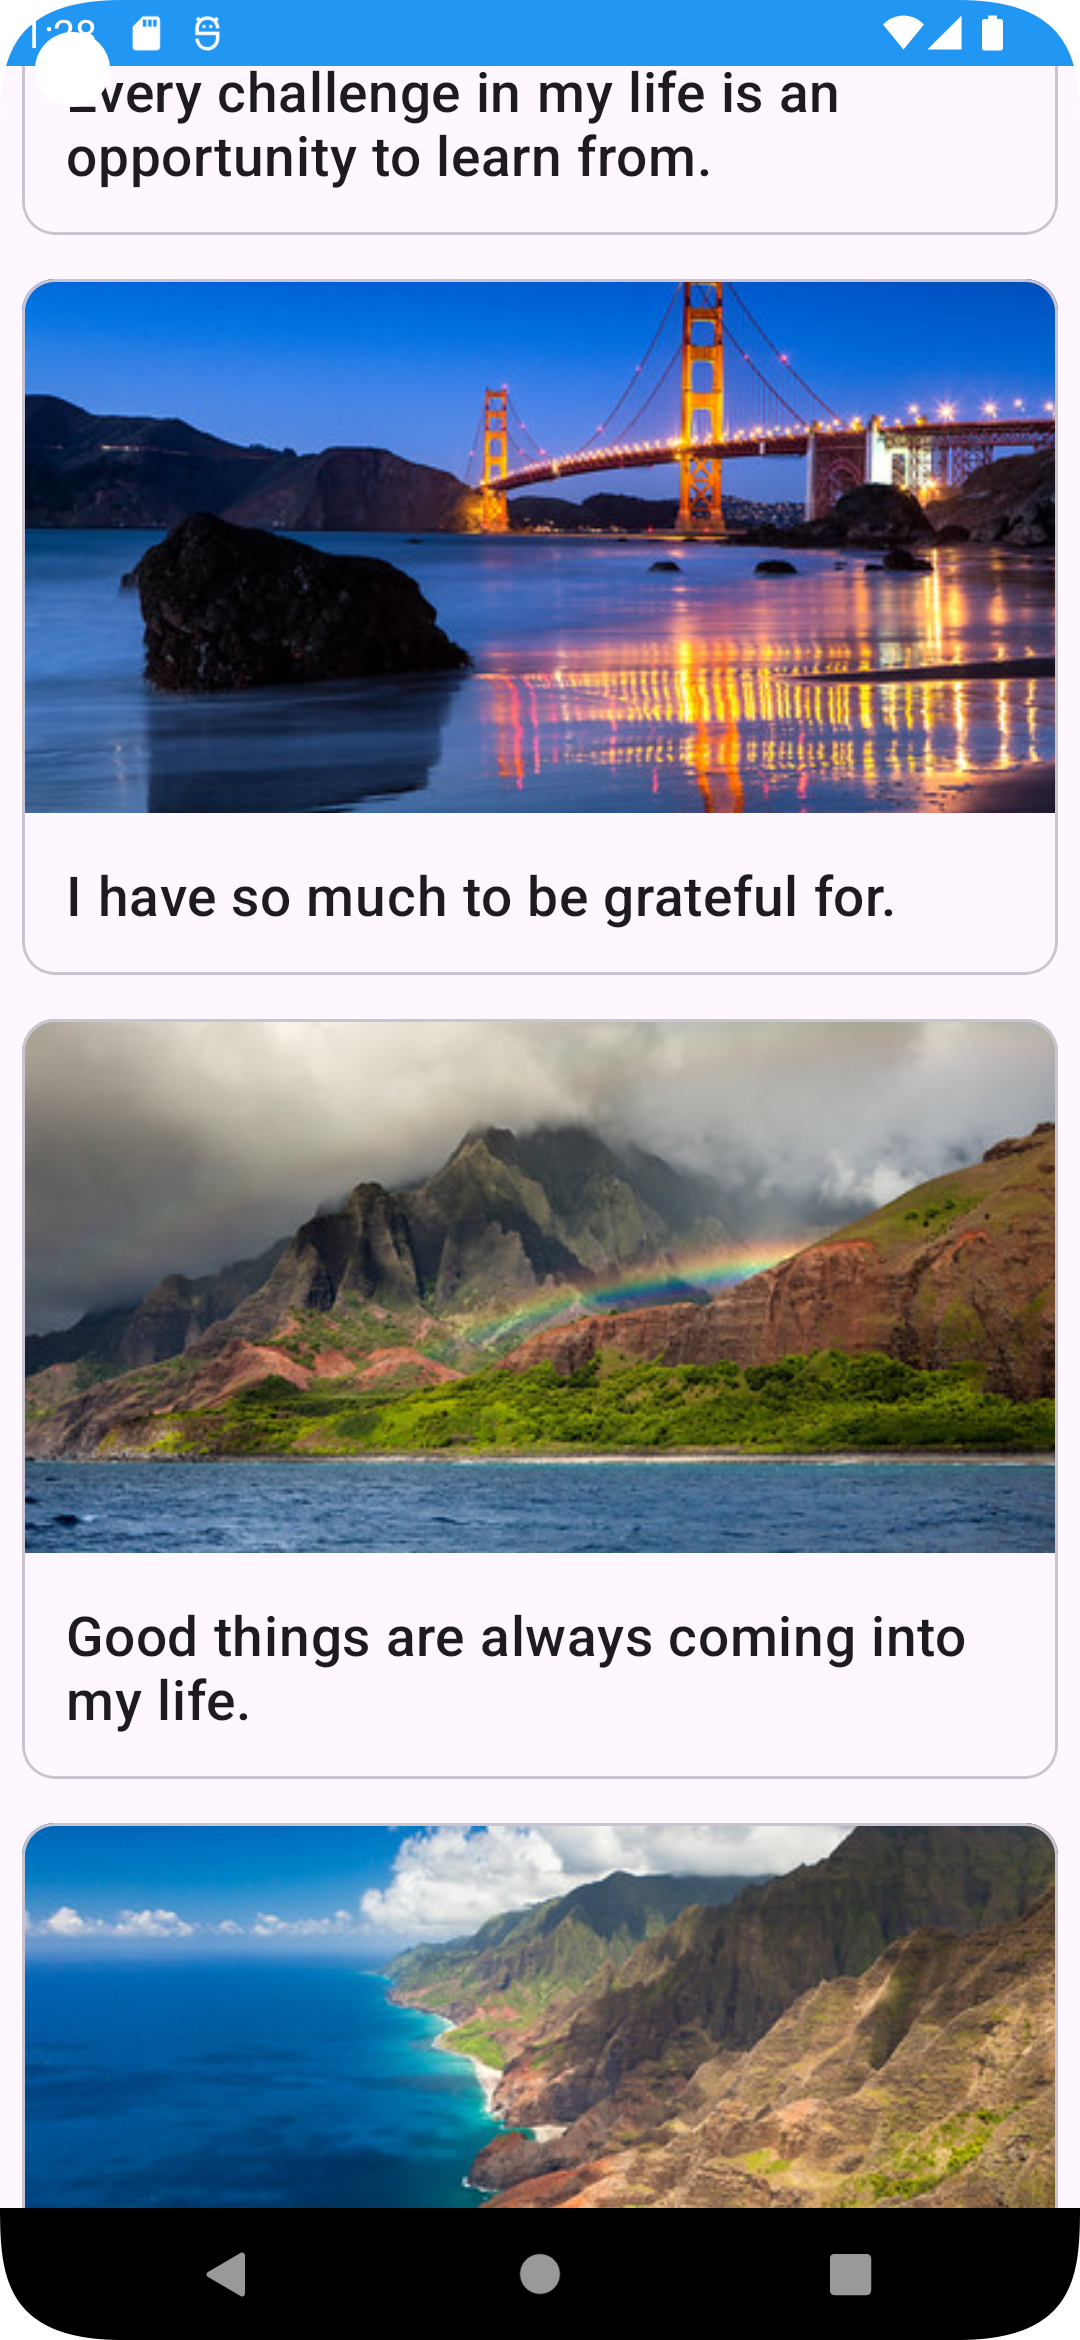 Every challenge in my life is an
opportunity to learn from.
I have so much to be grateful for.
Good things are always coming into
my life.